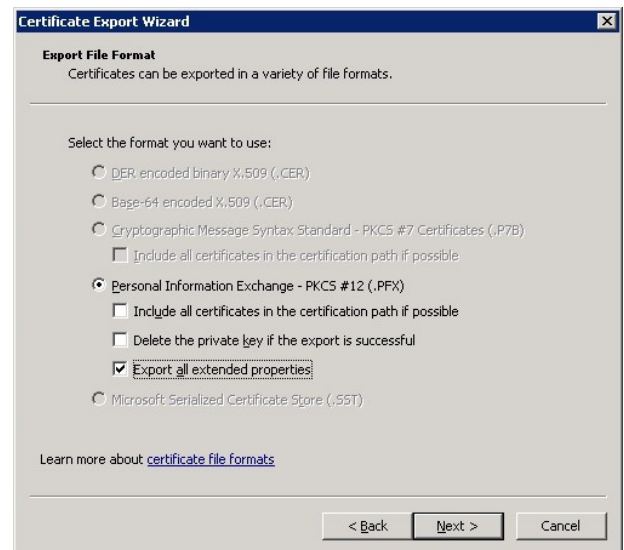 Certificate Export Wizard
Export File Format
Certificates can be exported in a variety of file formats.
Select the format you want to use:
DER encoded binary X.509 (.CER)
Base-64 encoded X.509 (.CER)
Cryptographic Message Syntax Standard - PKCS #7 Certificates (.P7B)
Include all certificates in the certification path if possible
Personal Information Exchange - PKCS #12 (.PFX)
Include all certificates in the certification path if possible
Delete the private key if the export is successful
Export all extended properties
Microsoft Serialized Certificate Store (.SST)
Learn more about certificate file formats
< Back Next > Cancel